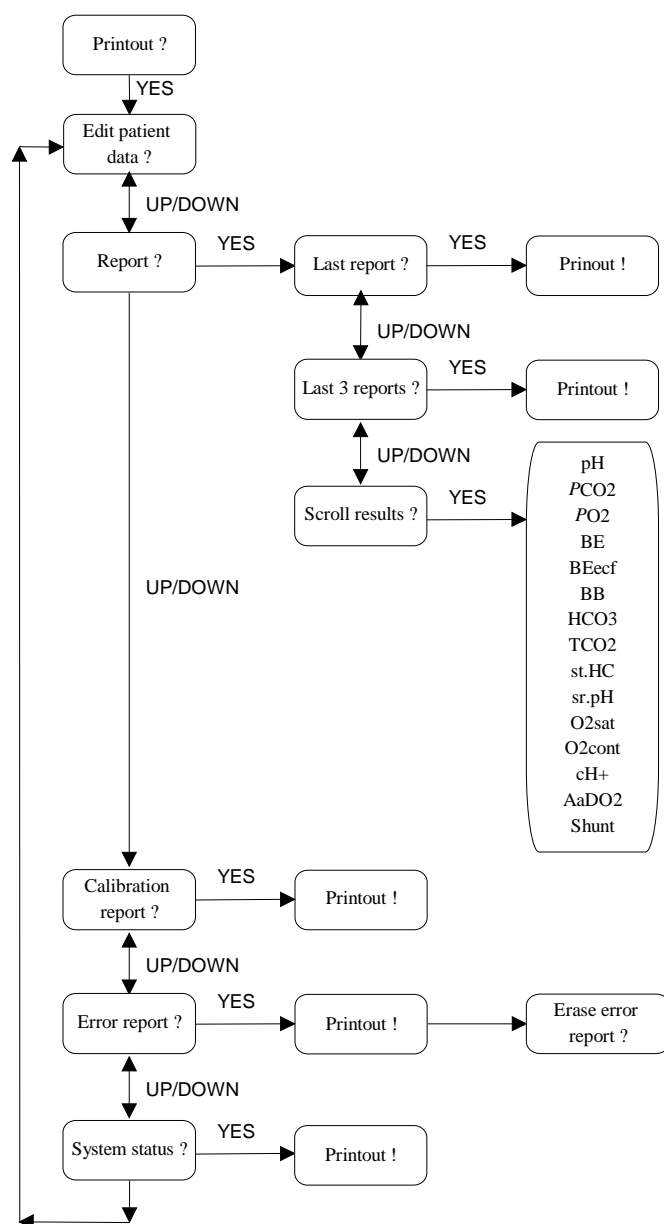 Printout ?
YES
Edit patient
data ?
UP/DOWN
Report ?
YES
Last report ?
YES
Prinout !
UP/DOWN
Last 3 reports ?
YES
Printout !
UP/DOWN
Scroll results ?
YES
pH
PCO2
PO2
BE
BEecf
BB
HCO3
TCO2
st.HC
sr.pH
O2sat
O2cont
cH+
AaDO2
Shunt
UP/DOWN
Calibration
report ?
YES
Printout !
UP/DOWN
Error report ?
YES
Printout !
Erase error
report ?
UP/DOWN
System status ?
YES
Printout !